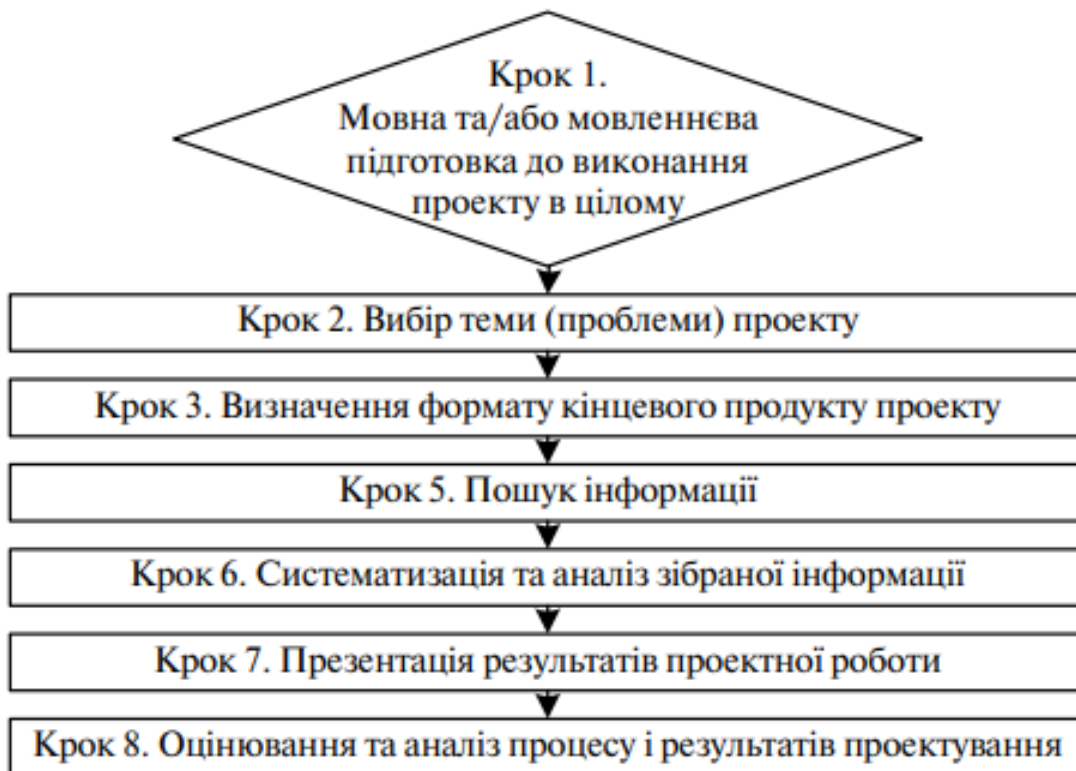 Крок 1.
Мовна та/або мовленнєва
підготовка до виконання
проекту в цілому
Крок 2. Вибір теми (проблеми) проекту
Крок 3. Визначення формату кінцевого продукту проекту
Крок 5. Пошук інформації
Крок 6. Систематизація та аналіз зібраної інформації
Крок 7. Презентація результатів проектної роботи
Крок 8. Оцінювання та аналіз процесу і результатів проектування